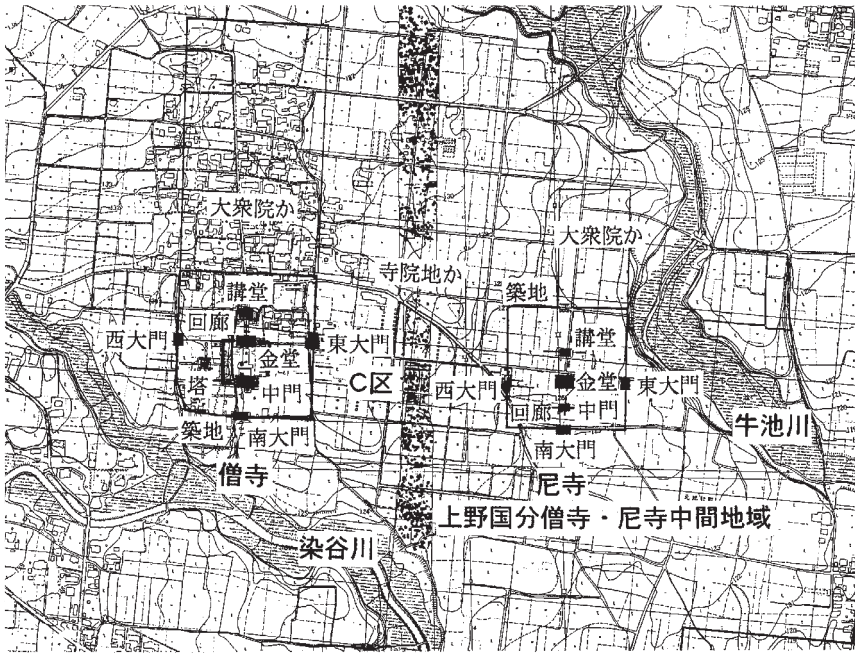 大衆院か
大衆院か
寺院地か
講堂
築地
回廊
講堂
西大門
東大門
金堂
C区
西大門
金堂
東大門
塔
中門
回廊
中門
牛池川
築地
南大門
南大門
僧寺
尼寺
上野国分僧寺・尼寺中間地域
染谷川